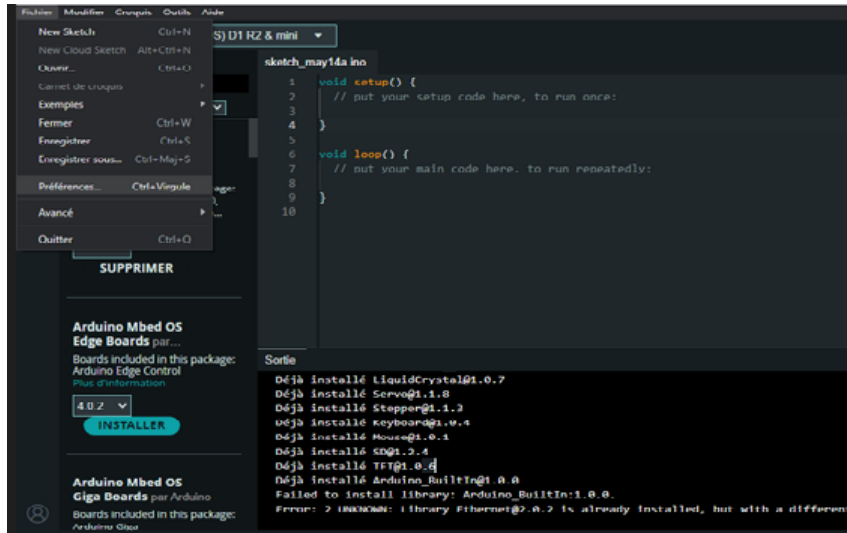 Fichier Modifier Croquis Outils Aide
New Sketch Ctrl+N
New Cloud Sketch Alt+Ctrl+N
Ouvrir... Ctrl+O
Carnet de croquis
Exemples
Fermer Ctrl+W
Enregistrer Ctrl+S
Enregistrer sous... Ctrl+Maj+S
Préférences... Ctrl+Virgule
Avancé
Quitter Ctrl+Q
D1 R2 & mini
age:
SUPPRIMER
Arduino Mbed OS
Edge Boards par...
Boards included in this package:
Arduino Edge Control
Plus d'information
4.0.2
INSTALLER
Arduino Mbed OS
Giga Boards par Arduino
Boards included in this package:
Arduino Giga
sketch_may14a.ino
1 void setup() {
2 // put your setup code here, to run once:
3
4 }
5
6 void loop() {
7 // put your main code here, to run repeatedly:
8
9 }
10
Sortie
Déjà installé LiquidCrystal@1.0.7
Déjà installé Servo@1.1.8
Déjà installé Stepper@1.1.3
Déjà installé Keyboard@1.0.4
Déjà installé Mouse@1.0.1
Déjà installé SD@1.2.4
Déjà installé TFT@1.0.6
Déjà installé Arduino_BuiltIn@1.0.0
Failed to install library: Arduino_BuiltIn:1.0.0.
Error: 2 UNKNOWN: Library Ethernet@2.0.2 is already installed, but with a different